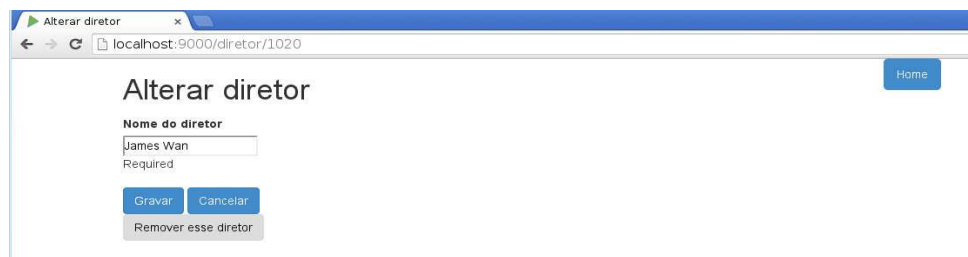 Alterar diretor
localhost:9000/diretor/1020
Home
Alterar diretor
Nome do diretor
James Wan
Required
Gravar Cancelar
Remover esse diretor